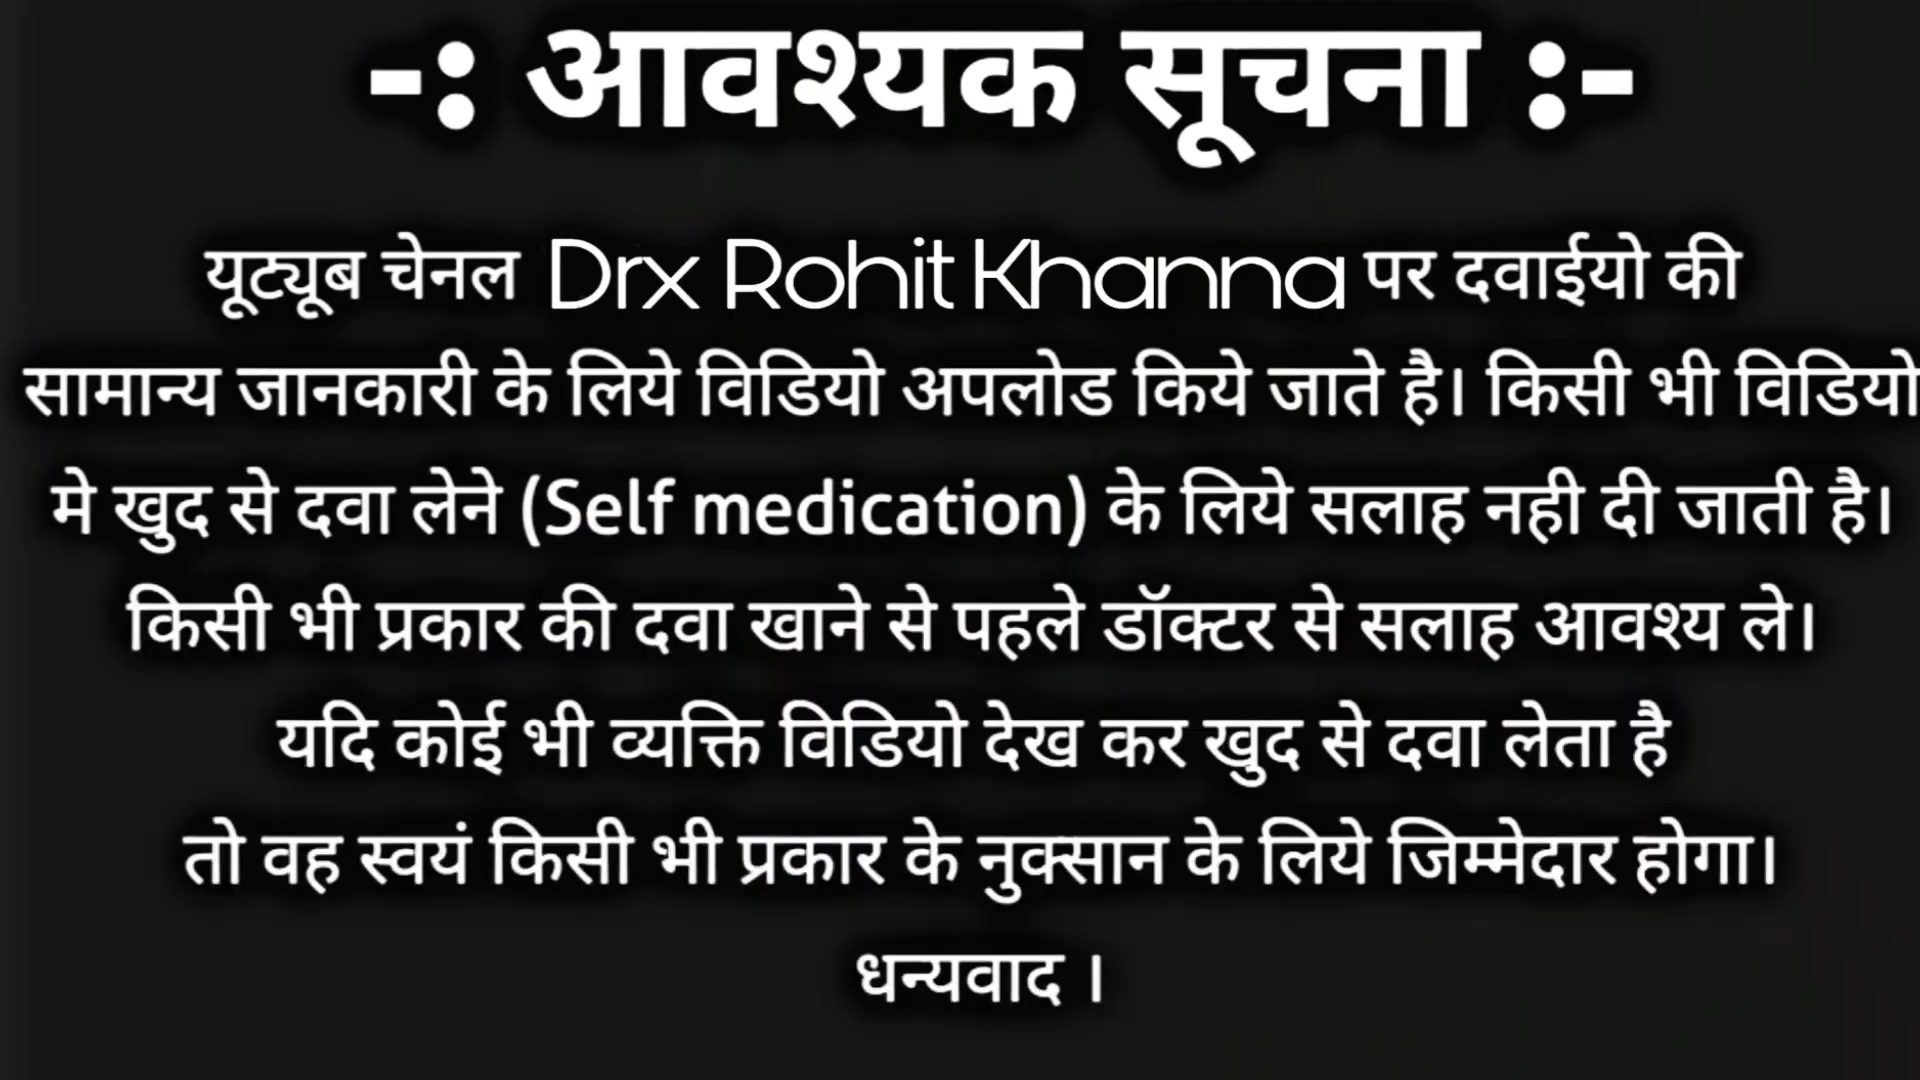 -: आवश्यक सूचना :-
यूट्यूब चेनल Drx Rohit Khanna पर दवाईयो की
सामान्य जानकारी के लिये विडियो अपलोड किये जाते है। किसी भी विडियो
मे खुद से दवा लेने (Self medication) के लिये सलाह नही दी जाती है।
किसी भी प्रकार की दवा खाने से पहले डॉक्टर से सलाह आवश्य ले।
यदि कोई भी व्यक्ति विडियो देख कर खुद से दवा लेता है
तो वह स्वयं किसी भी प्रकार के नुक्सान के लिये जिम्मेदार होगा।
धन्यवाद ।